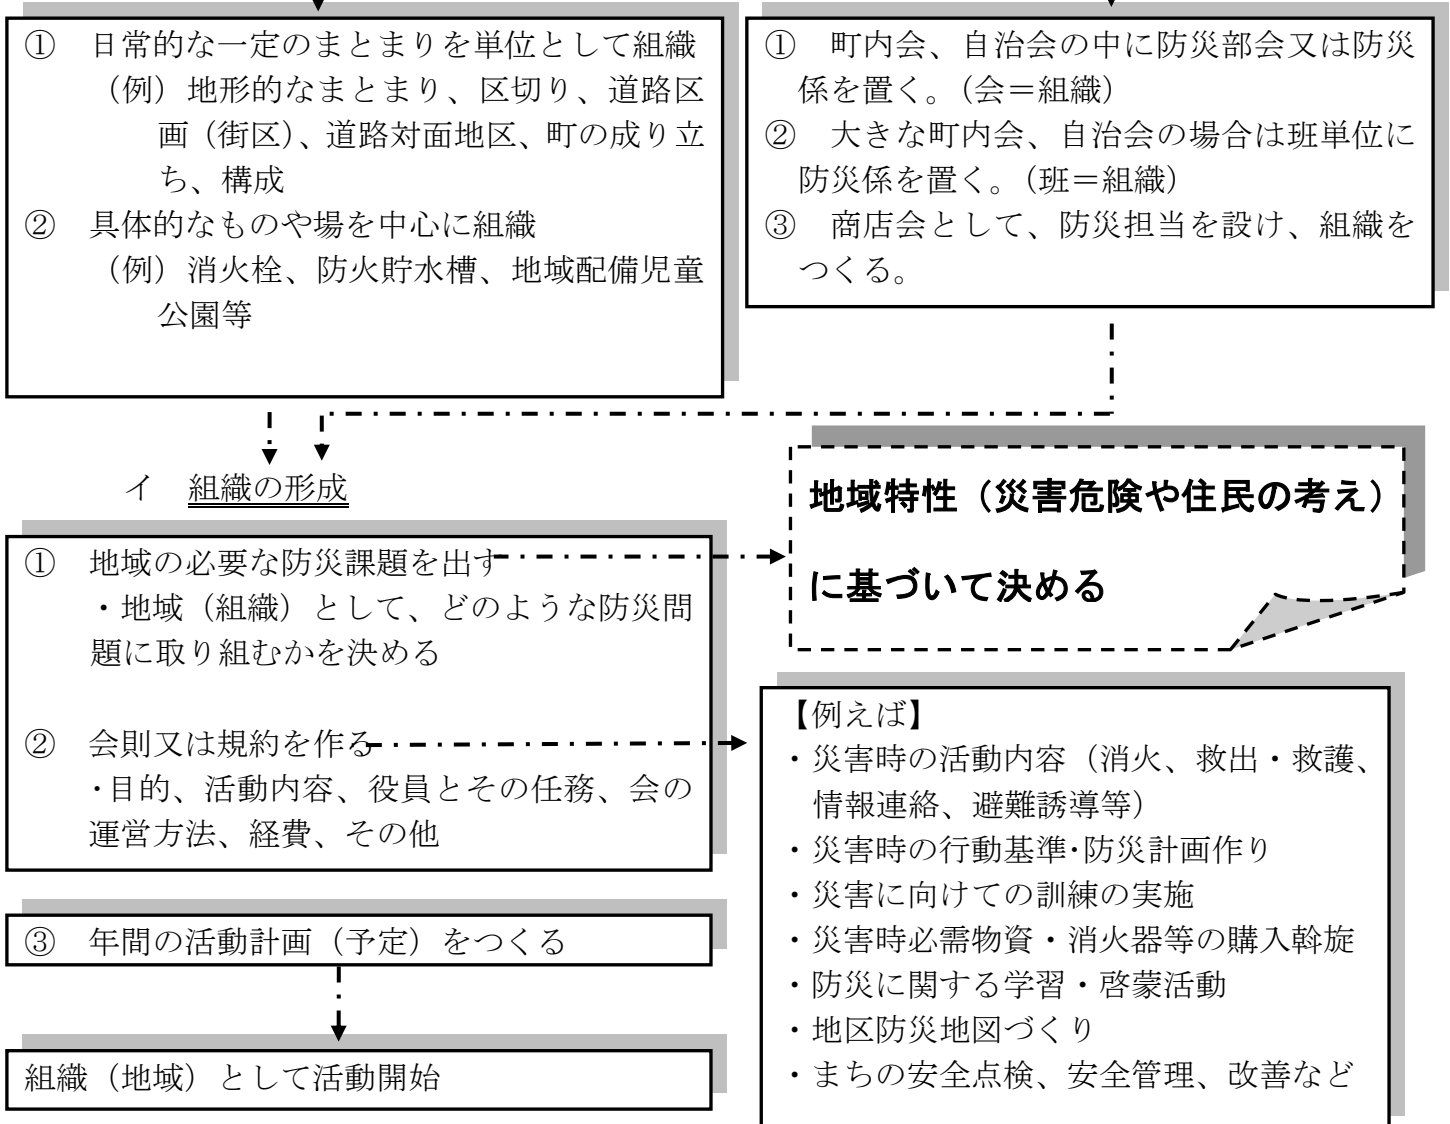 ① 日常的な一定のまとまりを単位として組織
（例）地形的なまとまり、区切り、道路区
画（街区）、道路対面地区、町の成り立
ち、構成
② 具体的なものや場を中心に組織
（例）消火栓、防火貯水槽、地域配備児童
公園等
① 町内会、自治会の中に防災部会又は防災
係を置く。（会＝組織）
② 大きな町内会、自治会の場合は班単位に
防災係を置く。（班＝組織）
③ 商店会として、防災担当を設け、組織を
つくる。
イ 組織の形成
① 地域の必要な防災課題を出す
・地域（組織）として、どのような防災問
題に取り組むかを決める
② 会則又は規約を作る
・目的、活動内容、役員とその任務、会の
運営方法、経費、その他
③ 年間の活動計画（予定）をつくる
組織（地域）として活動開始
地域特性（災害危険や住民の考え）
に基づいて決める
【例えば】
・災害時の活動内容（消火、救出・救護、
情報連絡、避難誘導等）
・災害時の行動基準・防災計画作り
・災害に向けての訓練の実施
・災害時必需物資・消火器等の購入斡旋
・防災に関する学習・啓蒙活動
・地区防災地図づくり
・まちの安全点検、安全管理、改善など